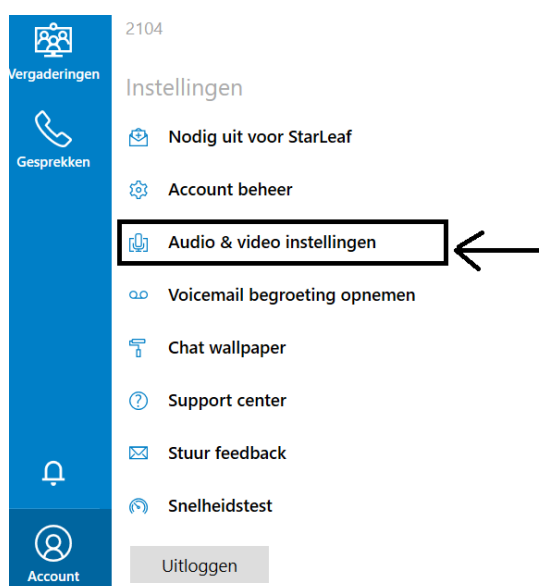 Vergaderingen
Gesprekken
Account
2104
Instellingen
Nodig uit voor StarLeaf
Account beheer
Audio & video instellingen
Voicemail begroeting opnemen
Chat wallpaper
Support center
Stuur feedback
Snelheidstest
Uitloggen